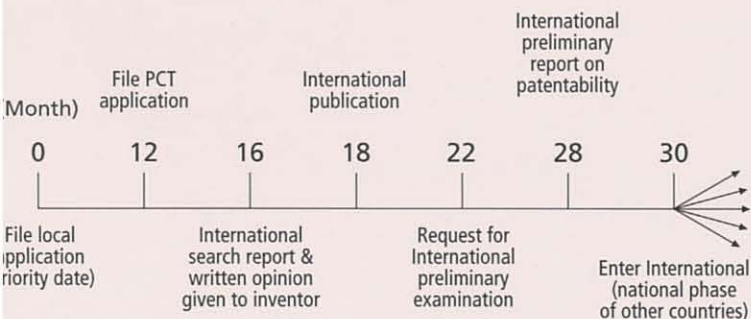 International
preliminary
report on
patentability
File PCT
application
International
publication
(Month)
0 12 16 18 22 28 30
File local
application
riority date)
International
search report &
written opinion
given to inventor
Request for
International
preliminary
examination
Enter International
(national phase
of other countries)